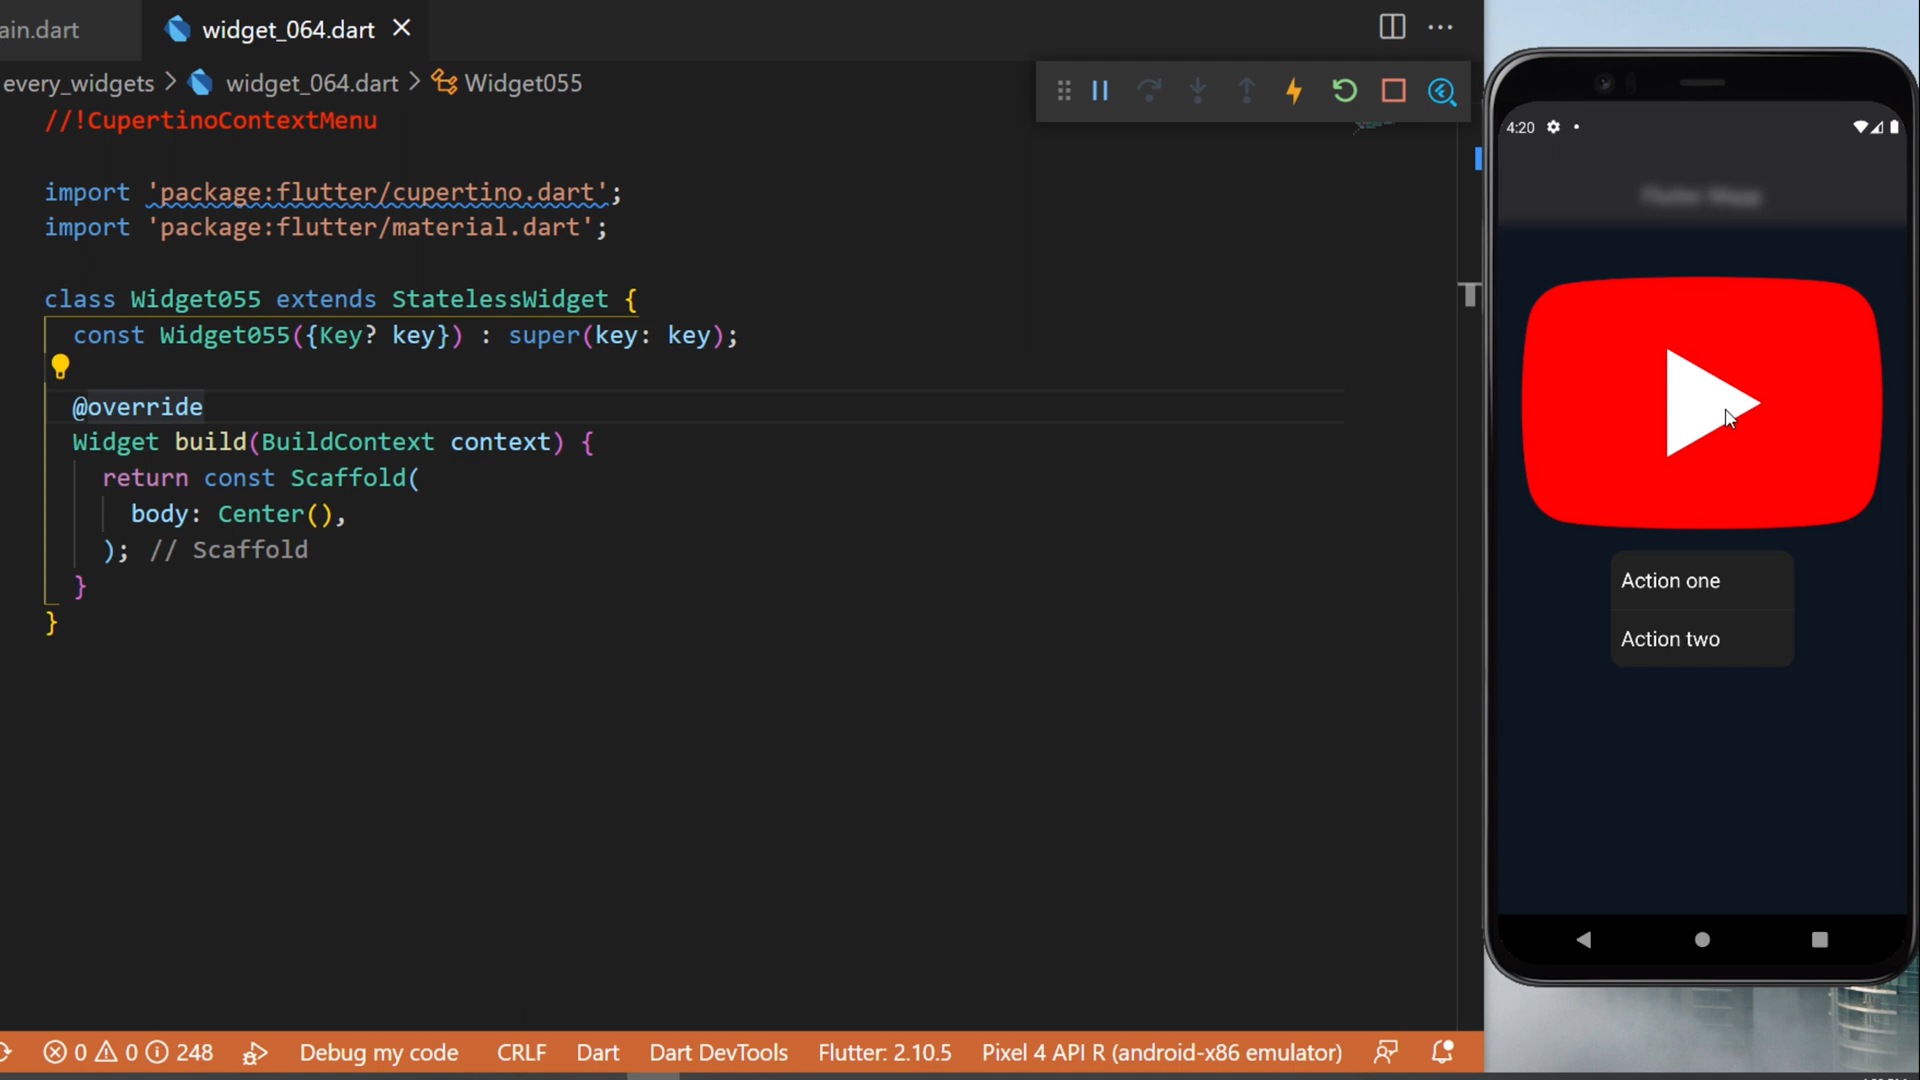 ain.dart
widget_064.dart
every_widgets > widget_064.dart > Widget055
//!CupertinoContextMenu
import 'package:flutter/cupertino.dart';
import 'package:flutter/material.dart';
class Widget055 extends StatelessWidget {
const Widget055({Key? key}) : super(key: key);
@override
Widget build(BuildContext context) {
return const Scaffold(
body: Center(),
); // Scaffold
}
}
0 0 248 Debug my code CRLF Dart Dart DevTools Flutter: 2.10.5 Pixel 4 API R (android-x86 emulator)
4:20
Action one
Action two